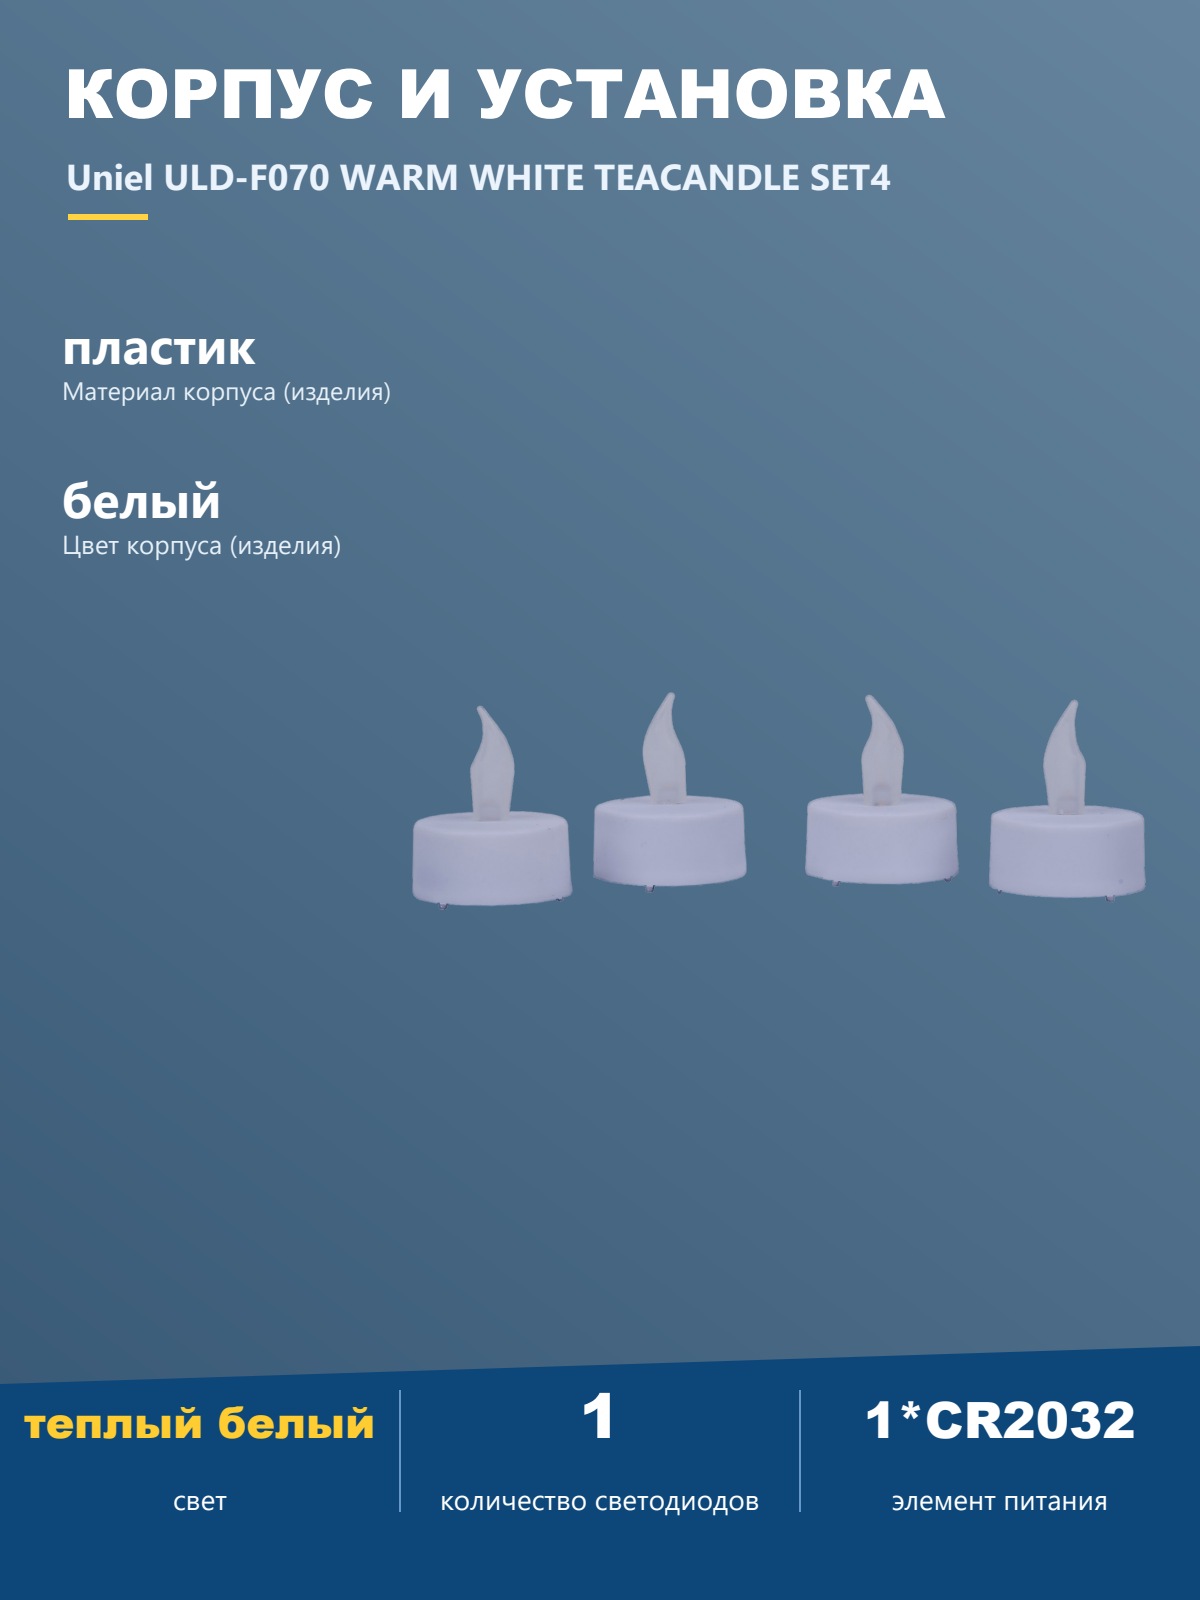 КОРПУС И УСТАНОВКА
Uniel ULD-F070 WARM WHITE TEACANDLE SET4
пластик
Материал корпуса (изделия)
белый
Цвет корпуса (изделия)
теплый белый
свет
1
количество светодиодов
1*CR2032
элемент питания